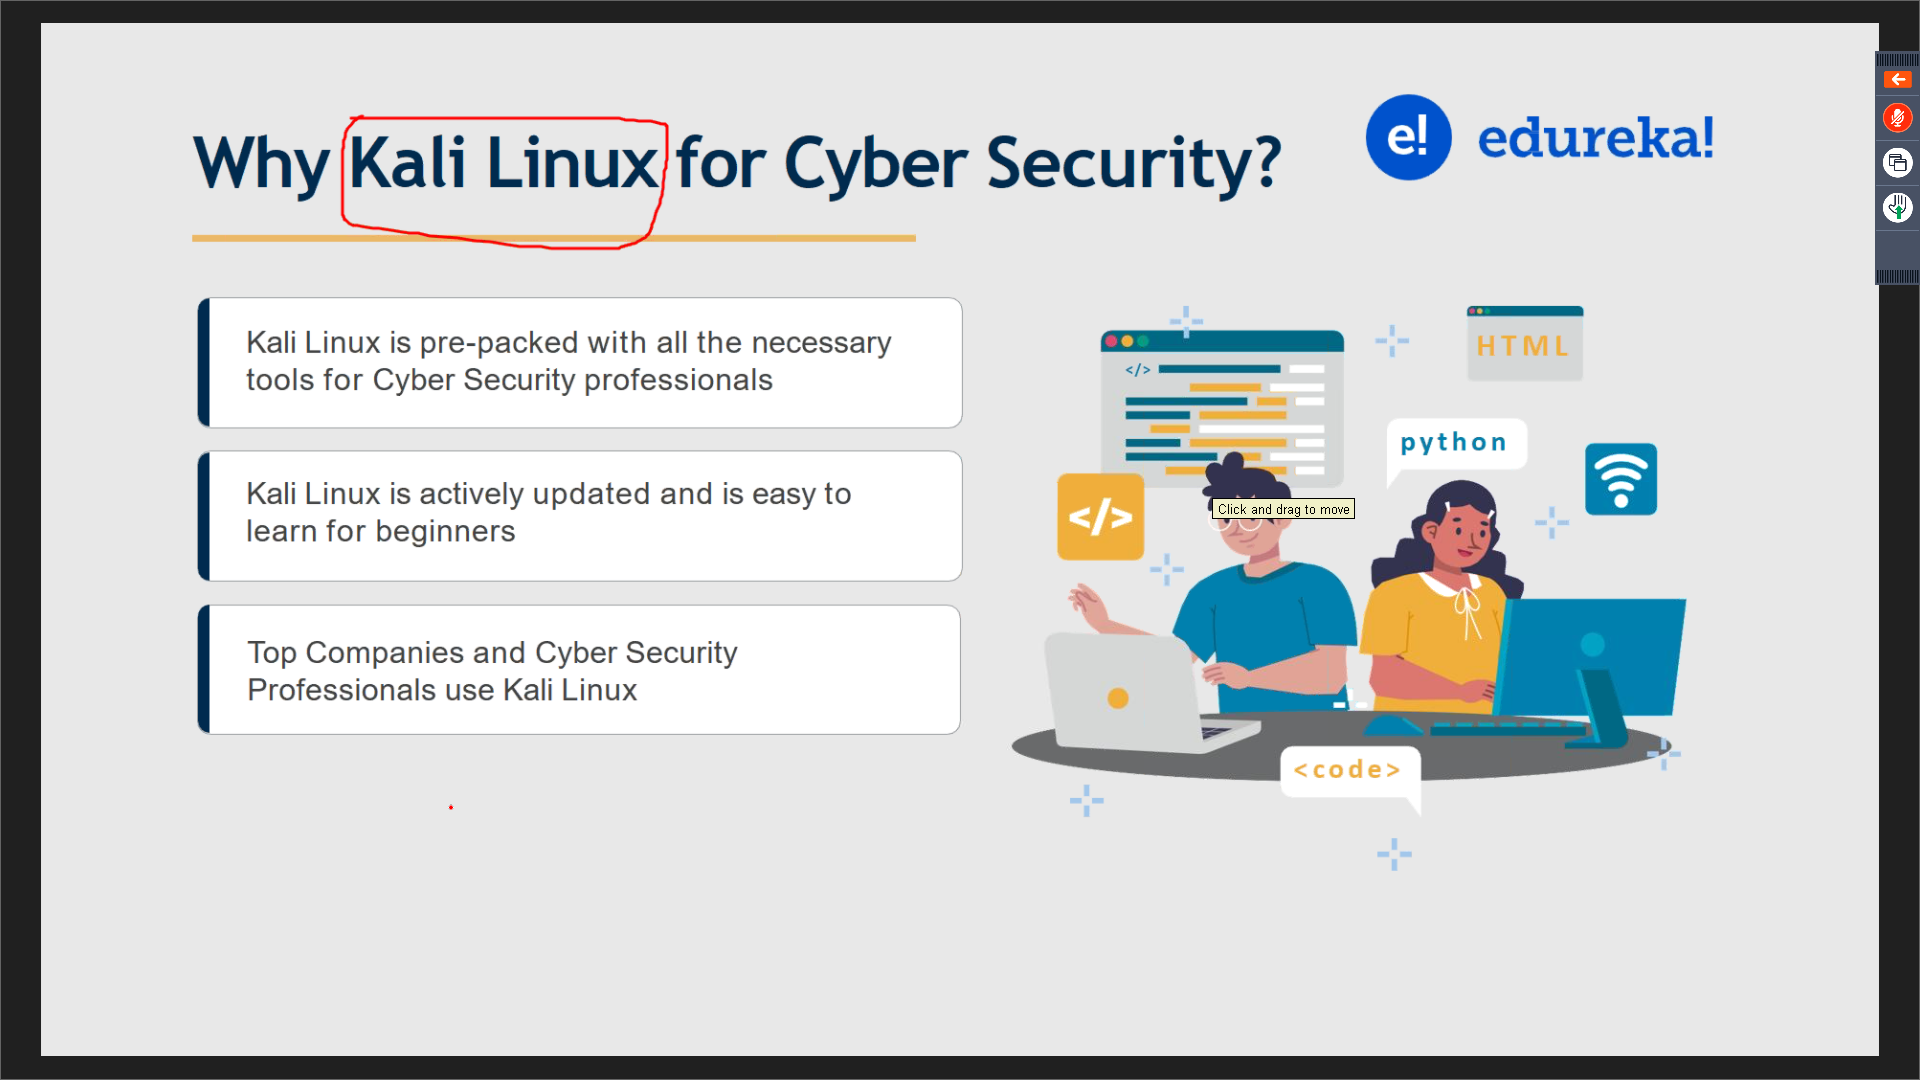 Why Kali Linux for Cyber Security?
e! edureka!
Kali Linux is pre-packed with all the necessary
tools for Cyber Security professionals
Kali Linux is actively updated and is easy to
learn for beginners
Top Companies and Cyber Security
Professionals use Kali Linux
</>
HTML
python
</>
Click and drag to move
<code>